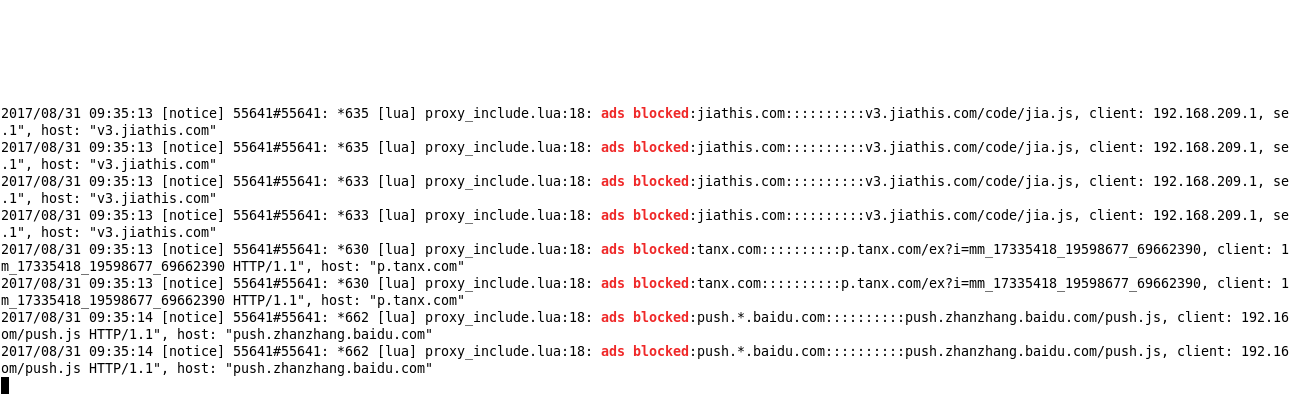 2017/08/31 09:35:13 [notice] 55641#55641: *635 [lua] proxy_include.lua:18: ads blocked:jiathis.com::::::::::v3.jiathis.com/code/jia.js, client: 192.168.209.1, se
.1", host: "v3.jiathis.com"
2017/08/31 09:35:13 [notice] 55641#55641: *635 [lua] proxy_include.lua:18: ads blocked:jiathis.com::::::::::v3.jiathis.com/code/jia.js, client: 192.168.209.1, se
.1", host: "v3.jiathis.com"
2017/08/31 09:35:13 [notice] 55641#55641: *633 [lua] proxy_include.lua:18: ads blocked:jiathis.com::::::::::v3.jiathis.com/code/jia.js, client: 192.168.209.1, se
.1", host: "v3.jiathis.com"
2017/08/31 09:35:13 [notice] 55641#55641: *633 [lua] proxy_include.lua:18: ads blocked:jiathis.com::::::::::v3.jiathis.com/code/jia.js, client: 192.168.209.1, se
.1", host: "v3.jiathis.com"
2017/08/31 09:35:13 [notice] 55641#55641: *630 [lua] proxy_include.lua:18: ads blocked:tanx.com::::::::::p.tanx.com/ex?i=mm_17335418_19598677_69662390, client: 1
m_17335418_19598677_69662390 HTTP/1.1", host: "p.tanx.com"
2017/08/31 09:35:13 [notice] 55641#55641: *630 [lua] proxy_include.lua:18: ads blocked:tanx.com::::::::::p.tanx.com/ex?i=mm_17335418_19598677_69662390, client: 1
m_17335418_19598677_69662390 HTTP/1.1", host: "p.tanx.com"
2017/08/31 09:35:14 [notice] 55641#55641: *662 [lua] proxy_include.lua:18: ads blocked:push.*.baidu.com::::::::::push.zhanzhang.baidu.com/push.js, client: 192.16
om/push.js HTTP/1.1", host: "push.zhanzhang.baidu.com"
2017/08/31 09:35:14 [notice] 55641#55641: *662 [lua] proxy_include.lua:18: ads blocked:push.*.baidu.com::::::::::push.zhanzhang.baidu.com/push.js, client: 192.16
om/push.js HTTP/1.1", host: "push.zhanzhang.baidu.com"